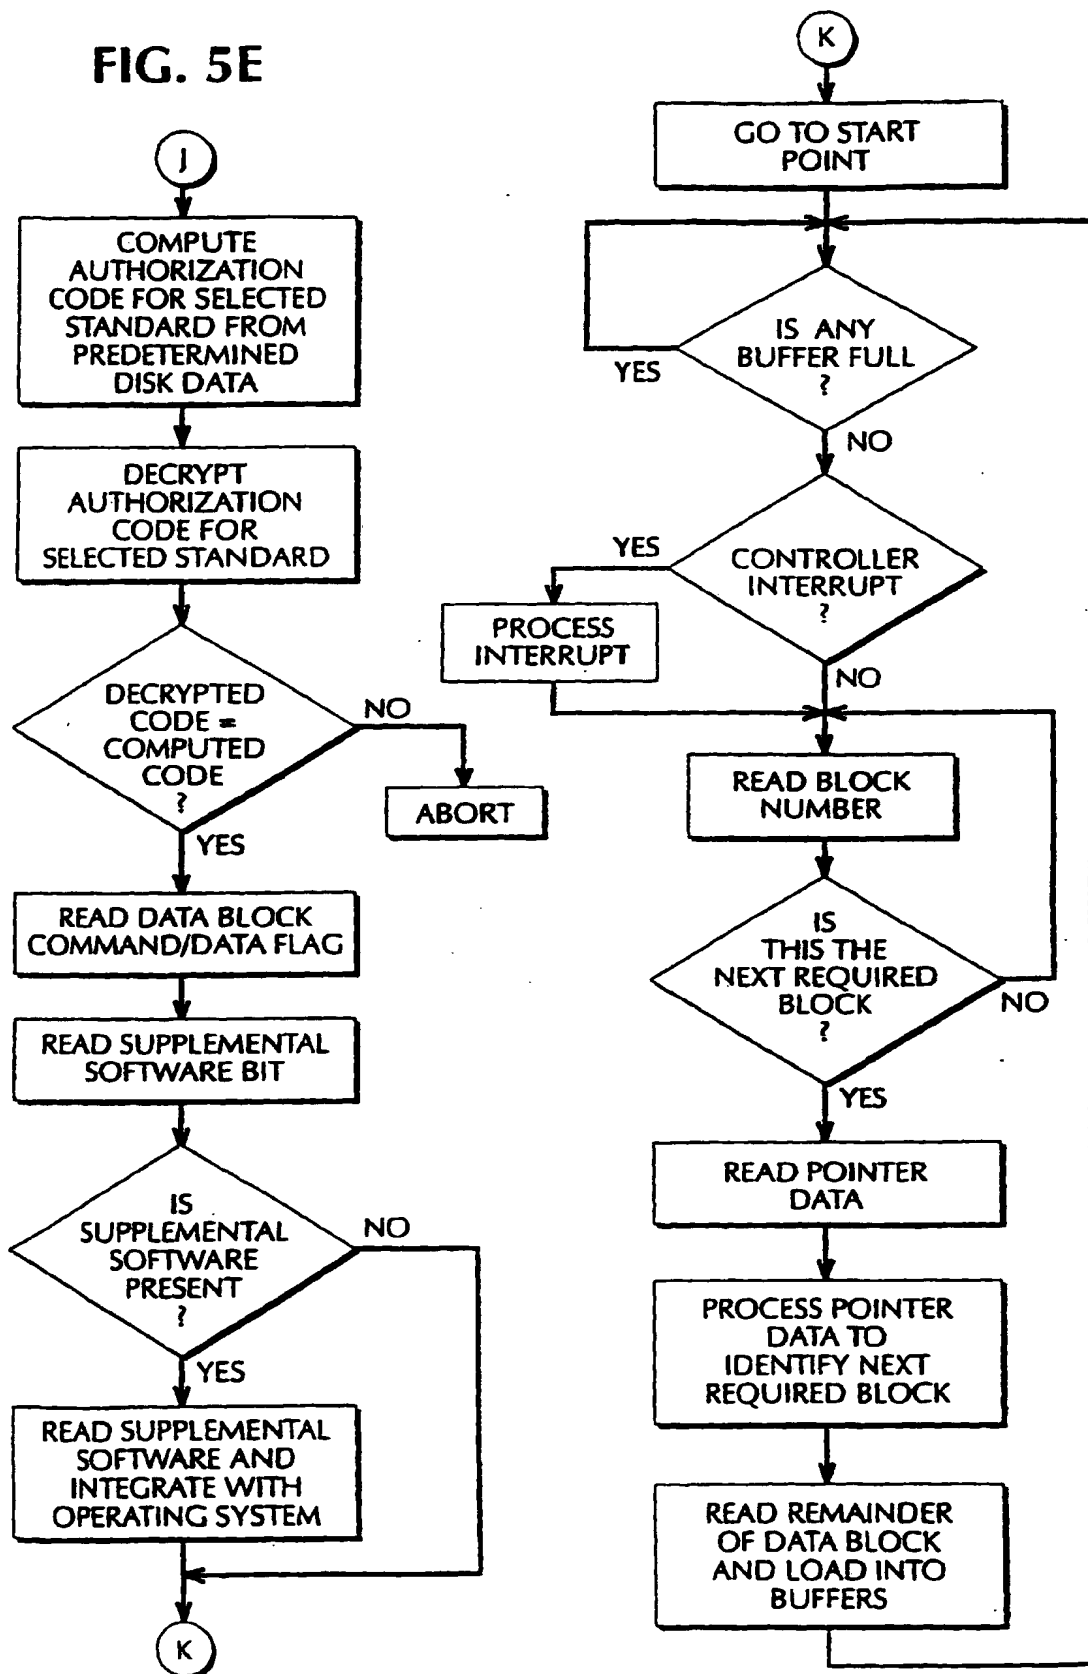 FIG. 5E
J
COMPUTE
AUTHORIZATION
CODE FOR SELECTED
STANDARD FROM
PREDETERMINED
DISK DATA
DECRYPT
AUTHORIZATION
CODE FOR
SELECTED STANDARD
DECRYPTED
CODE =
COMPUTED
CODE
?
NO
ABORT
YES
READ DATA BLOCK
COMMAND/DATA FLAG
READ SUPPLEMENTAL
SOFTWARE BIT
IS
SUPPLEMENTAL
SOFTWARE
PRESENT
?
NO
YES
READ SUPPLEMENTAL
SOFTWARE AND
INTEGRATE WITH
OPERATING SYSTEM
K
K
GO TO START
POINT
IS ANY
BUFFER FULL
?
YES
NO
CONTROLLER
INTERRUPT
?
YES
PROCESS
INTERRUPT
NO
READ BLOCK
NUMBER
IS
THIS THE
NEXT REQUIRED
BLOCK
?
NO
YES
READ POINTER
DATA
PROCESS POINTER
DATA TO
IDENTIFY NEXT
REQUIRED BLOCK
READ REMAINDER
OF DATA BLOCK
AND LOAD INTO
BUFFERS